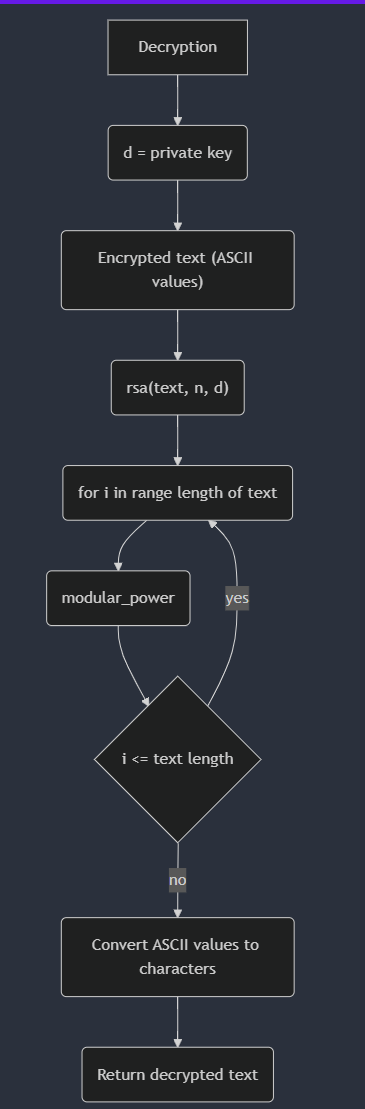 Decryption
d = private key
Encrypted text (ASCII
values)
rsa(text, n, d)
for i in range length of text
modular_power
yes
i <= text length
no
Convert ASCII values to
characters
Return decrypted text